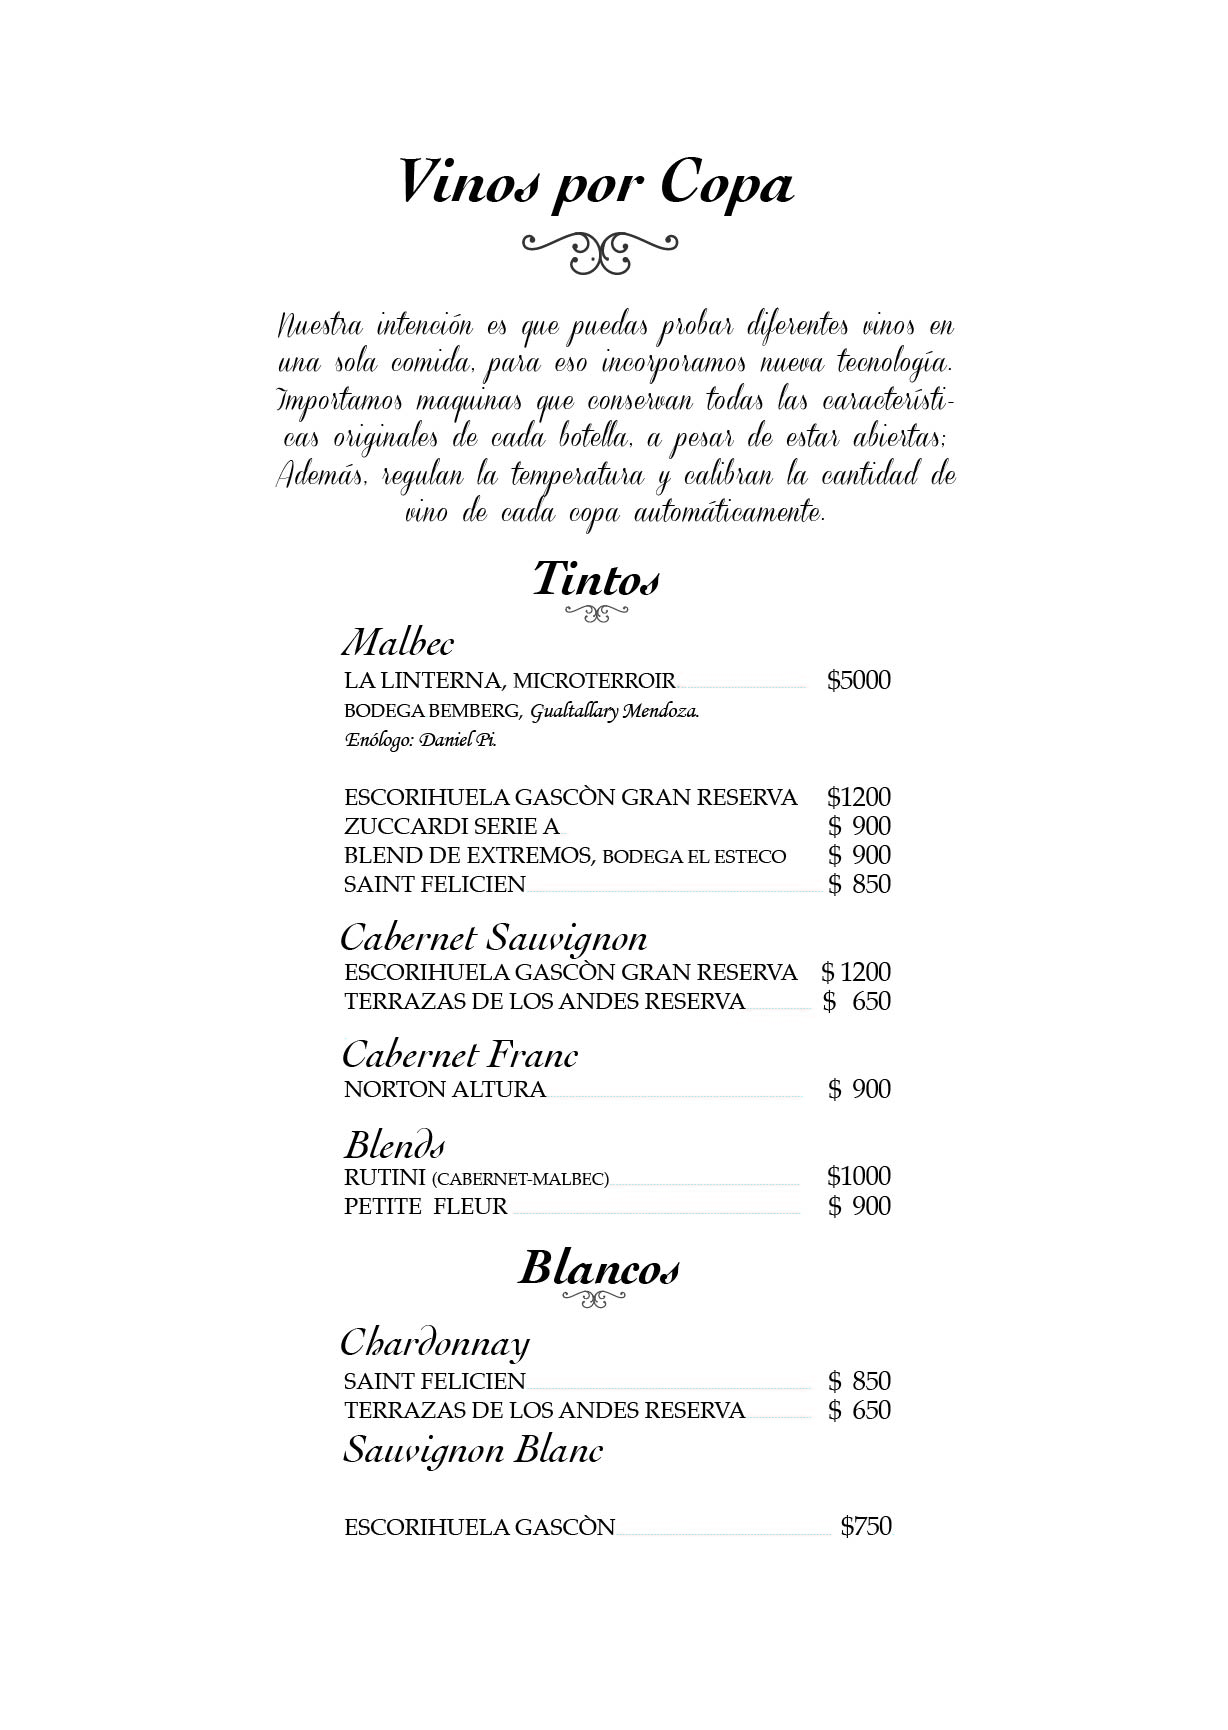 Vinos por Copa
Nuestra intención es que puedas probar diferentes vinos en
una sola comida, para eso incorporamos nueva tecnología.
Importamos maquinas que conservan todas las característi-
cas originales de cada botella, a pesar de estar abiertas;
Además, regulan la temperatura y calibran la cantidad de
vino de cada copa automáticamente.
Tintos
Malbec
LA LINTERNA, MICROTERROIR $5000
BODEGA BEMBERG, Gualtallary Mendoza.
Enólogo: Daniel Pi.
ESCORIHUELA GASCÒN GRAN RESERVA $1200
ZUCCARDI SERIE A $ 900
BLEND DE EXTREMOS, BODEGA EL ESTECO $ 900
SAINT FELICIEN $ 850
Cabernet Sauvignon
ESCORIHUELA GASCÒN GRAN RESERVA $ 1200
TERRAZAS DE LOS ANDES RESERVA $ 650
Cabernet Franc
NORTON ALTURA $ 900
Blends
RUTINI (CABERNET-MALBEC) $1000
PETITE FLEUR $ 900
Blancos
Chardonnay
SAINT FELICIEN $ 850
TERRAZAS DE LOS ANDES RESERVA $ 650
Sauvignon Blanc
ESCORIHUELA GASCÒN $750